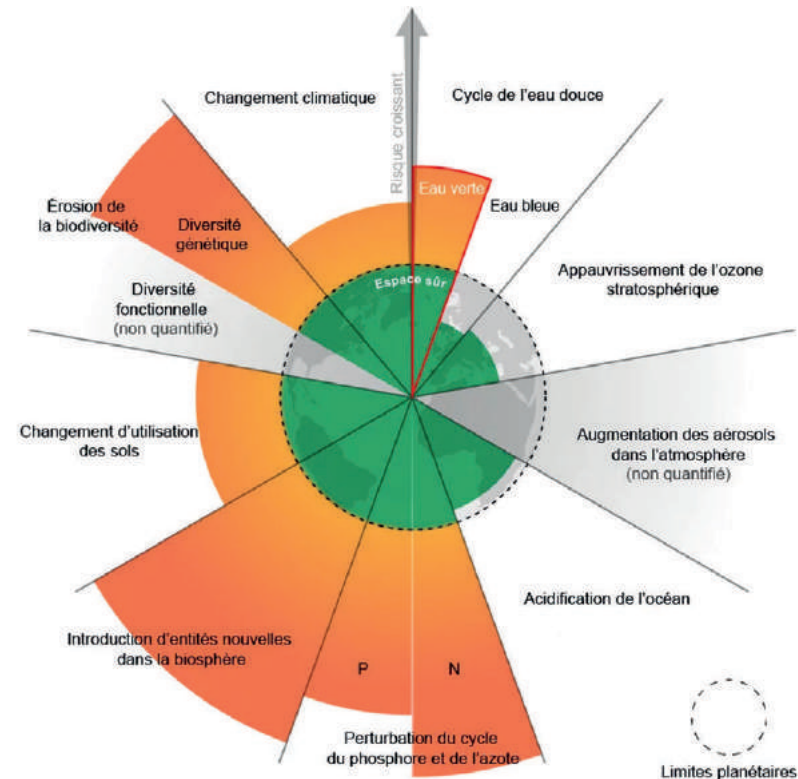 Changement climatique
Cycle de l'eau douce
Risque croissant
Eau verte
Eau bleue
Érosion de
la biodiversité
Diversité
génétique
Espace sûr
Appauvrissement de l'ozone
stratosphérique
Diversité
fonctionnelle
(non quantifié)
Changement d'utilisation
des sols
Augmentation des aérosols
dans l'atmosphère
(non quantifié)
Acidification de l'océan
Introduction d'entités nouvelles
dans la biosphère
P
N
Perturbation du cycle
du phosphore et de l'azote
Limites planétaires